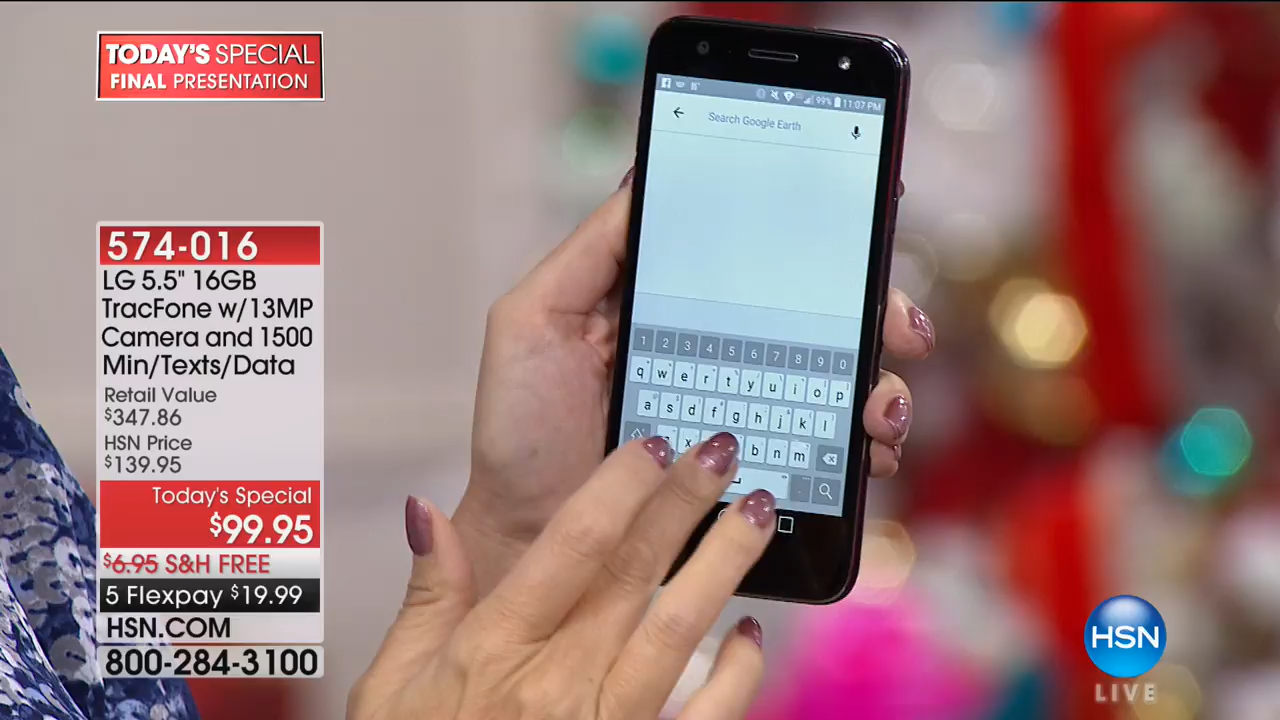 TODAY'S SPECIAL
FINAL PRESENTATION
574-016
LG 5.5" 16GB
TracFone w/13MP
Camera and 1500
Min/Texts/Data
Retail Value
$347.86
HSN Price
$139.95
Today's Special
$99.95
$6.95 S&H FREE
5 Flexpay $19.99
HSN.COM
800-284-3100
99% 11:07 PM
Search Google Earth
1 2 3 4 5 6 7 8 9 0
q w e r t y u i o p
a s d f g h j k l
x b n m
HSN
LIVE